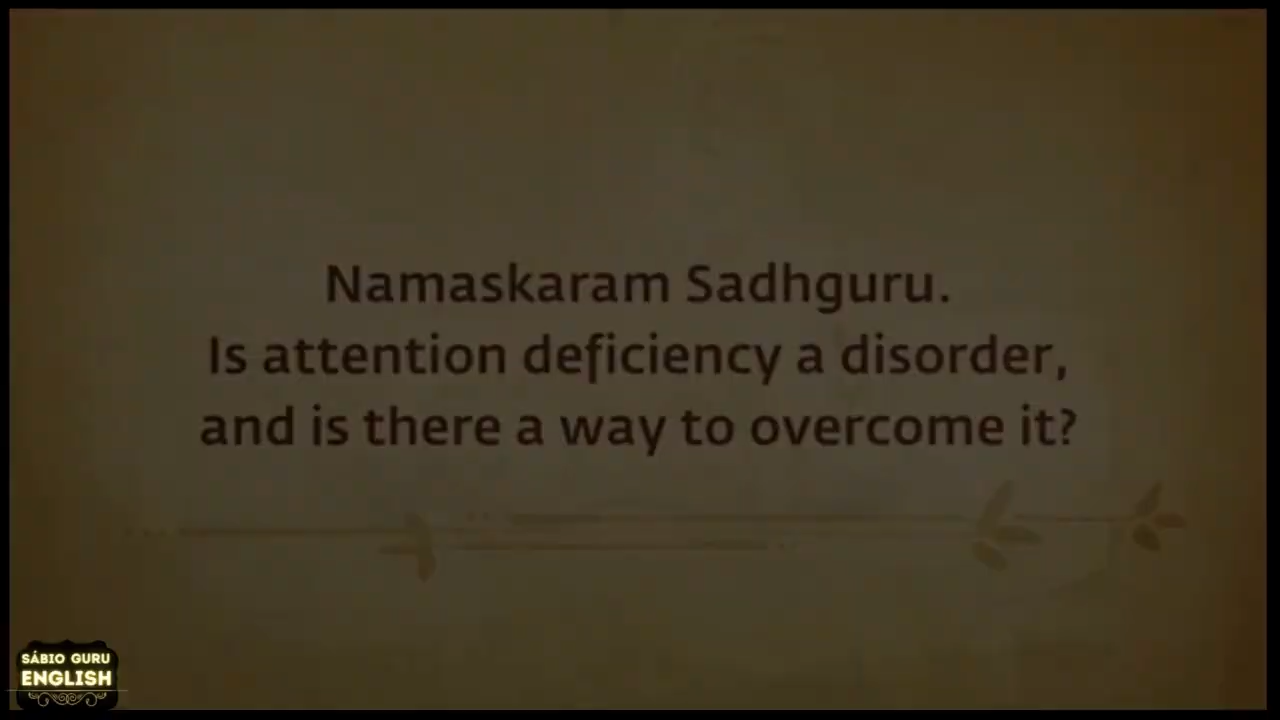 Namaskaram Sadhguru.
Is attention deficiency a disorder,
and is there a way to overcome it?
SÁBIO GURU
ENGLISH